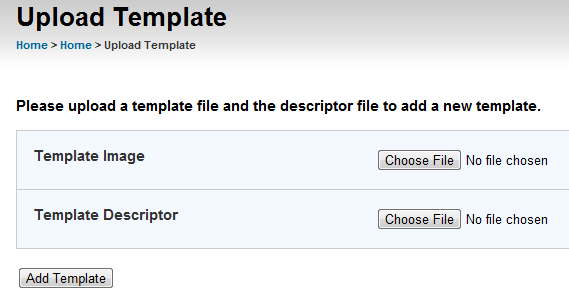 Upload Template
Home > Home > Upload Template
Please upload a template file and the descriptor file to add a new template.
Template Image
Choose File No file chosen
Template Descriptor
Choose File No file chosen
Add Template